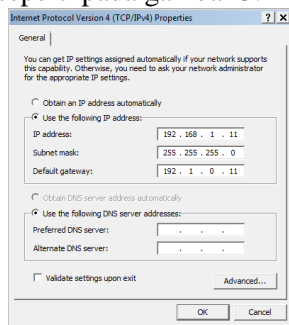 Internet Protocol Version 4 (TCP/IPv4) Properties ? X
General
You can get IP settings assigned automatically if your network supports
this capability. Otherwise, you need to ask your network administrator
for the appropriate IP settings.
Obtain an IP address automatically
Use the following IP address:
IP address: 192 . 168 . 1 . 11
Subnet mask: 255 . 255 . 255 . 0
Default gateway: 192 . 1 . 0 . 11
Obtain DNS server address automatically
Use the following DNS server addresses:
Preferred DNS server: . . .
Alternate DNS server: . . .
Validate settings upon exit
Advanced...
OK Cancel